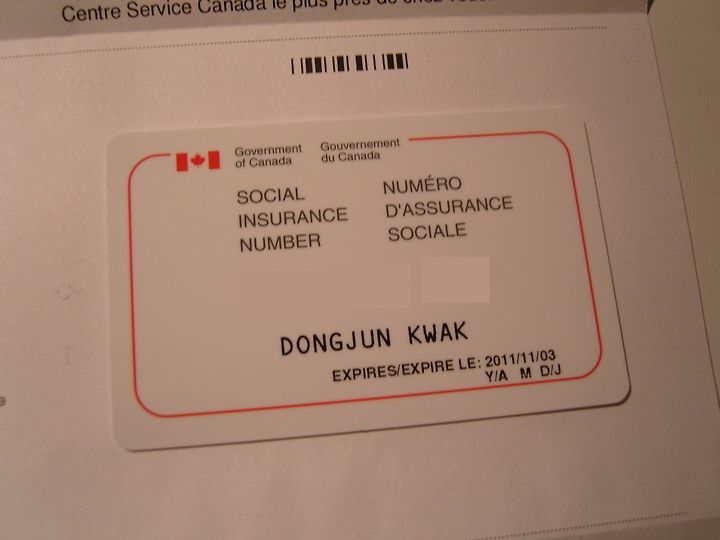 Centre Service Canada le plus près de chez vous.
Government of Canada
Gouvernement du Canada
SOCIAL INSURANCE NUMBER
NUMÉRO D'ASSURANCE SOCIALE
DONGJUN KWAK
EXPIRES/EXPIRE LE: 2011/11/03
Y/A M D/J